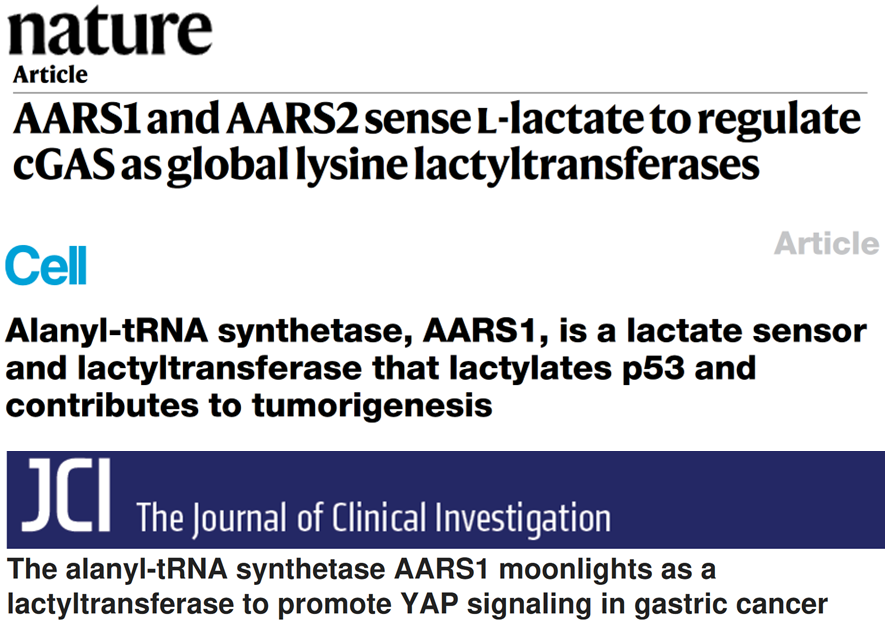 nature
Article
AARS1 and AARS2 sense L-lactate to regulate
cGAS as global lysine lactyltransferases
Cell
Article
Alanyl-tRNA synthetase, AARS1, is a lactate sensor
and lactyltransferase that lactylates p53 and
contributes to tumorigenesis
JCI The Journal of Clinical Investigation
The alanyl-tRNA synthetase AARS1 moonlights as a
lactyltransferase to promote YAP signaling in gastric cancer